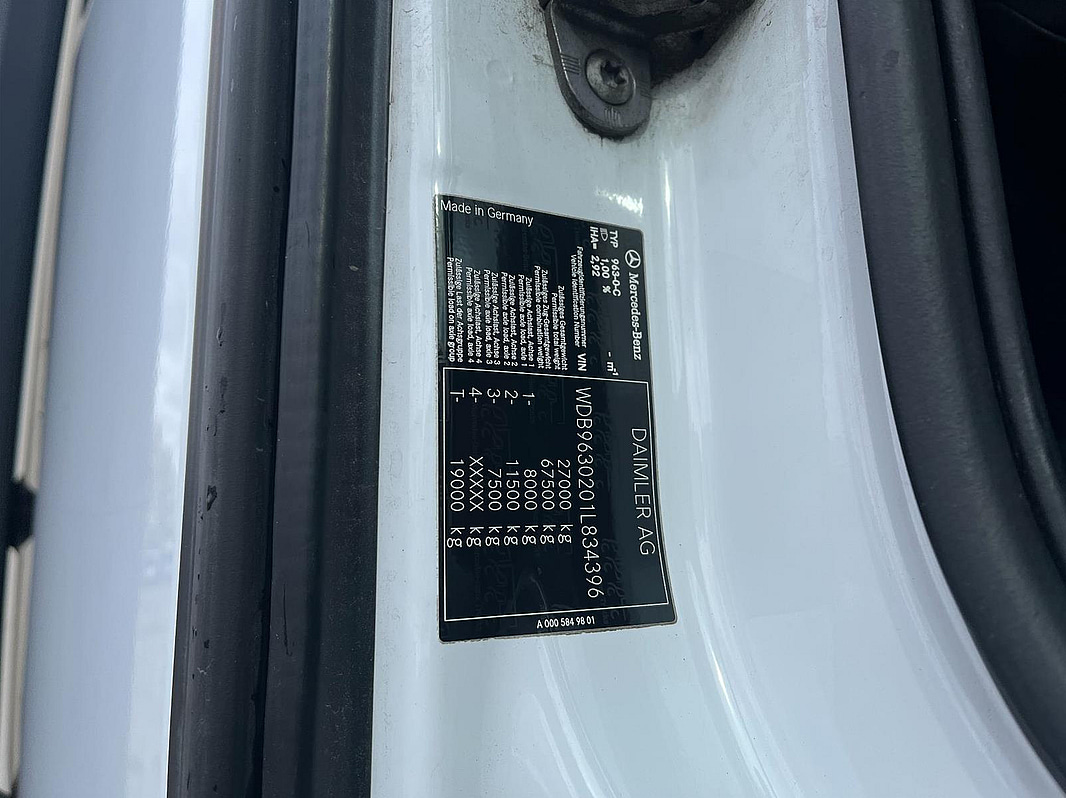 Mercedes-Benz
DAIMLER AG
TYP 963-0-C
1,00 % - m⁻¹
IHA= 2,92
Fahrzeugidentifizierungsnummer
Vehicle Identification Number VIN WDB9630201L834396
Zulässiges Gesamtgewicht
Permissible total weight 27000 kg
Zulässiges Zug-Gesamtgewicht
Permissible combination weight 67500 kg
Zulässige Achslast, Achse 1
Permissible axle load, axle 1 1- 8000 kg
Zulässige Achslast, Achse 2
Permissible axle load, axle 2 2- 11500 kg
Zulässige Achslast, Achse 3
Permissible axle load, axle 3 3- 7500 kg
Zulässige Achslast, Achse 4
Permissible axle load, axle 4 4- XXXXX kg
Zulässige Last der Achsgruppe
Permissible load on axle group T- 19000 kg
Made in Germany
A 000 584 98 01